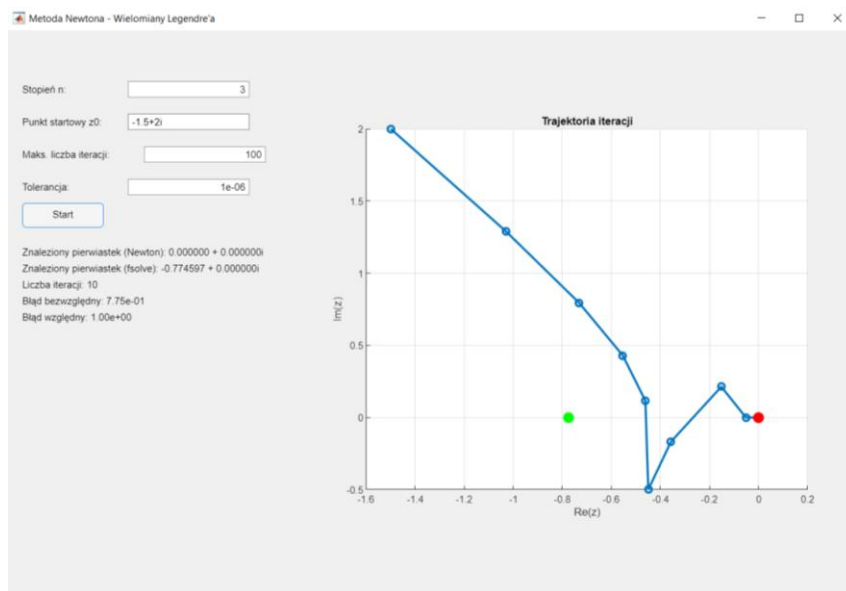 Metoda Newtona - Wielomiany Legendre'a
Stopień n:
3
Punkt startowy z0:
-1.5+2i
Maks. liczba iteracji:
100
Tolerancja:
1e-06
Start
Znaleziony pierwiastek (Newton): 0.000000 + 0.000000i
Znaleziony pierwiastek (fsolve): -0.774597 + 0.000000i
Liczba iteracji: 10
Błąd bezwzględny: 7.75e-01
Błąd względny: 1.00e+00
Trajektoria iteracji
2
1.5
1
0.5
0
-0.5
Im(z)
-1.6 -1.4 -1.2 -1 -0.8 -0.6 -0.4 -0.2 0 0.2
Re(z)